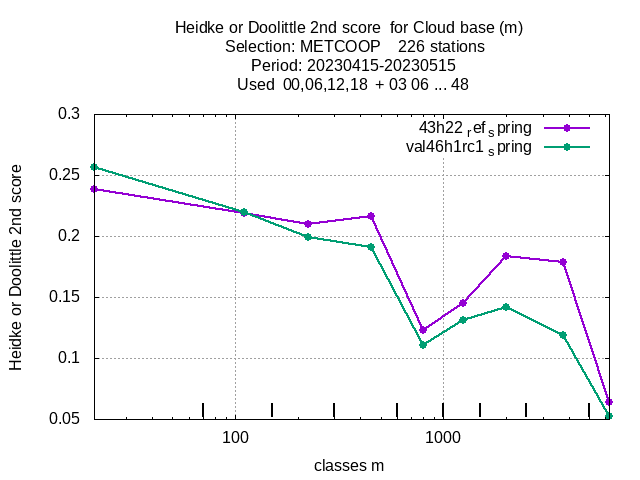 Heidke or Doolittle 2nd score  for Cloud base (m)
Selection: METCOOP    226 stations
Period: 20230415-20230515
Used  00,06,12,18  + 03 06 ... 48
43h22 ref spring
val46h1rc1 spring
0.3
0.25
0.2
0.15
0.1
0.05
Heidke or Doolittle 2nd score
100 1000
classes m